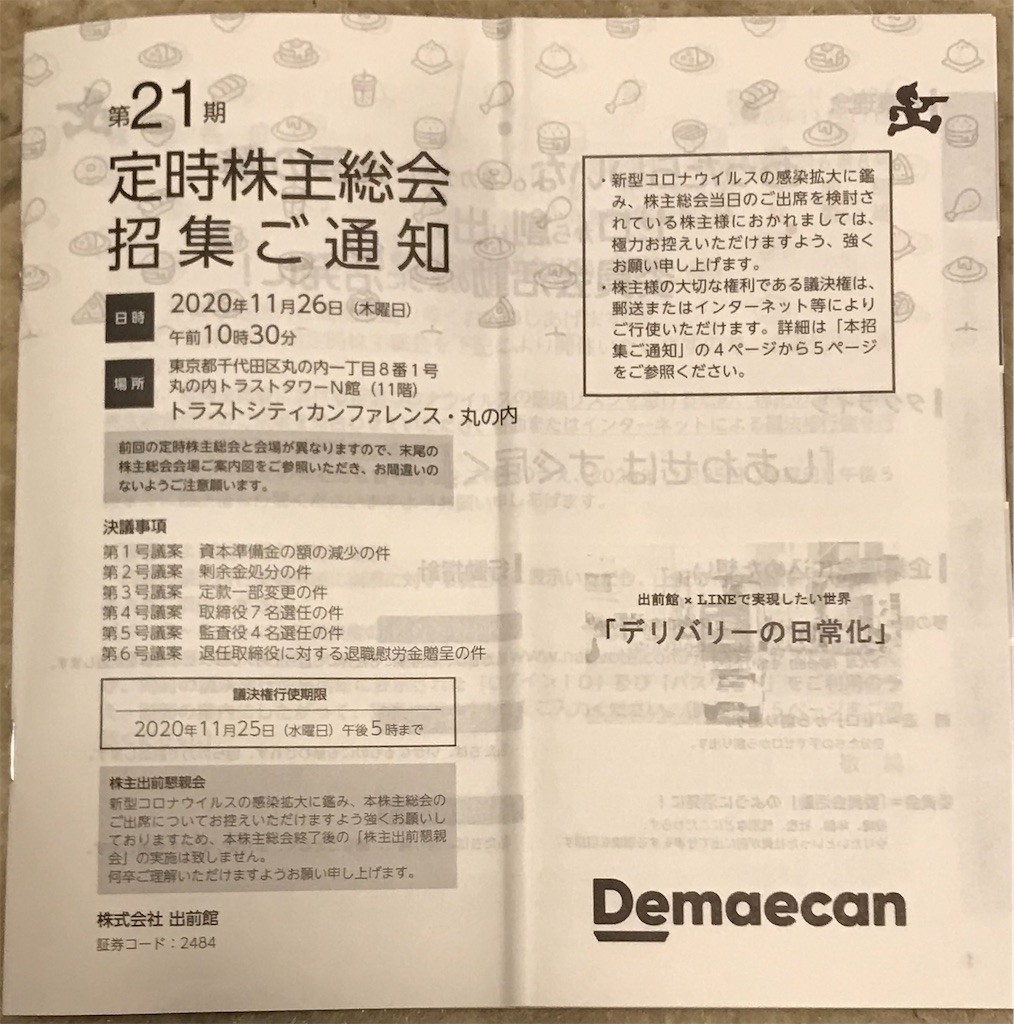 第21期
定時株主総会
招集ご通知
日時
2020年11月26日（木曜日）
午前10時30分
場所
東京都千代田区丸の内一丁目8番1号
丸の内トラストタワーN館（11階）
トラストシティカンファレンス・丸の内
前回の定時株主総会と会場が異なりますので、末尾の
株主総会会場ご案内図をご参照いただき、お間違いの
ないようご注意願います。
決議事項
第1号議案 資本準備金の額の減少の件
第2号議案 剰余金処分の件
第3号議案 定款一部変更の件
第4号議案 取締役7名選任の件
第5号議案 監査役4名選任の件
第6号議案 退任取締役に対する退職慰労金贈呈の件
議決権行使期限
2020年11月25日（水曜日）午後5時まで
株主出前懇親会
新型コロナウイルスの感染拡大に鑑み、本株主総会の
ご出席についてお控えいただけますよう強くお願いし
ておりますため、本株主総会終了後の「株主出前懇親
会」の実施は致しません。
何卒ご理解いただけますようお願い申し上げます。
株式会社 出前館
証券コード：2484
・新型コロナウイルスの感染拡大に鑑
み、株主総会当日のご出席を検討さ
れている株主様におかれましては、
極力お控えいただけますよう、強く
お願い申し上げます。
・株主様の大切な権利である議決権は、
郵送またはインターネット等により
ご行使いただけます。詳細は「本招
集ご通知」の4ページから5ページ
をご参照ください。
出前館 × LINEで実現したい世界
「デリバリーの日常化」
Demaecan